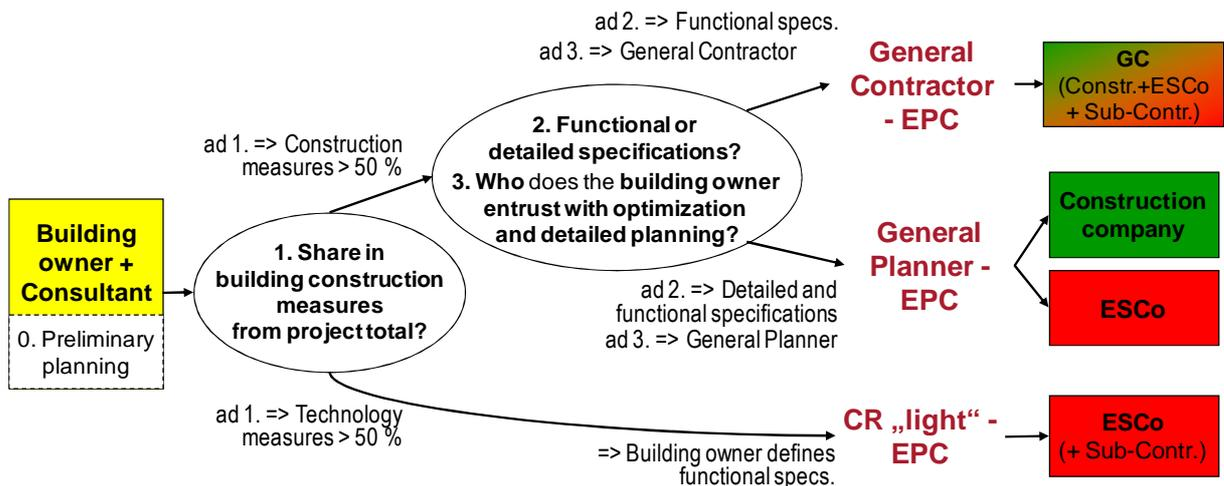 ad 2. => Functional specs.
ad 3. => General Contractor
General
Contractor
- EPC
GC
(Constr.+ESCo
+ Sub-Contr.)
ad 1. => Construction
measures > 50 %
2. Functional or
detailed specifications?
3. Who does the building owner
entrust with optimization
and detailed planning?
Building
owner +
Consultant
0. Preliminary
planning
1. Share in
building construction
measures
from project total?
General
Planner -
EPC
Construction
company
ESCo
ad 2. => Detailed and
functional specifications
ad 3. => General Planner
ad 1. => Technology
measures > 50 %
=> Building owner defines
functional specs.
CR „light“ -
EPC
ESCo
(+ Sub-Contr.)